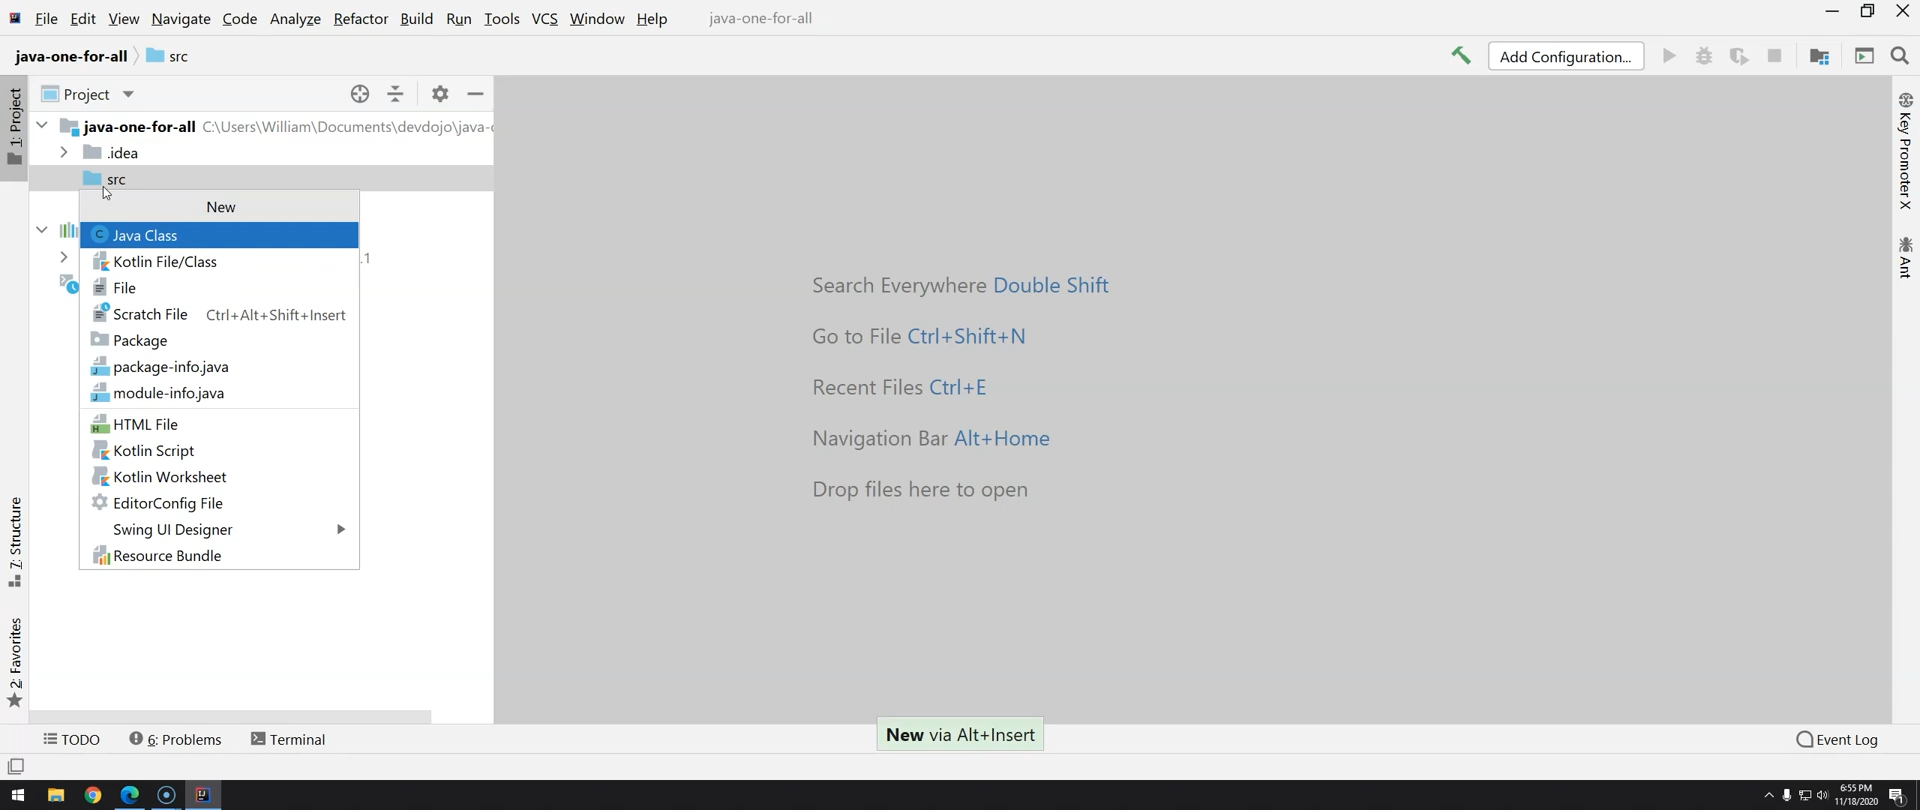 File Edit View Navigate Code Analyze Refactor Build Run Tools VCS Window Help java-one-for-all
java-one-for-all src
Add Configuration...
1: Project
Project
java-one-for-all C:\Users\William\Documents\devdojo\java-
.idea
src
New
Java Class
Kotlin File/Class
.1
File
Scratch File Ctrl+Alt+Shift+Insert
Package
package-info.java
module-info.java
HTML File
Kotlin Script
Kotlin Worksheet
EditorConfig File
Swing UI Designer
Resource Bundle
Search Everywhere Double Shift
Go to File Ctrl+Shift+N
Recent Files Ctrl+E
Navigation Bar Alt+Home
Drop files here to open
Key Promoter X
Ant
7: Structure
2: Favorites
TODO 6: Problems Terminal
New via Alt+Insert
Event Log
6:55 PM
11/18/2020
1